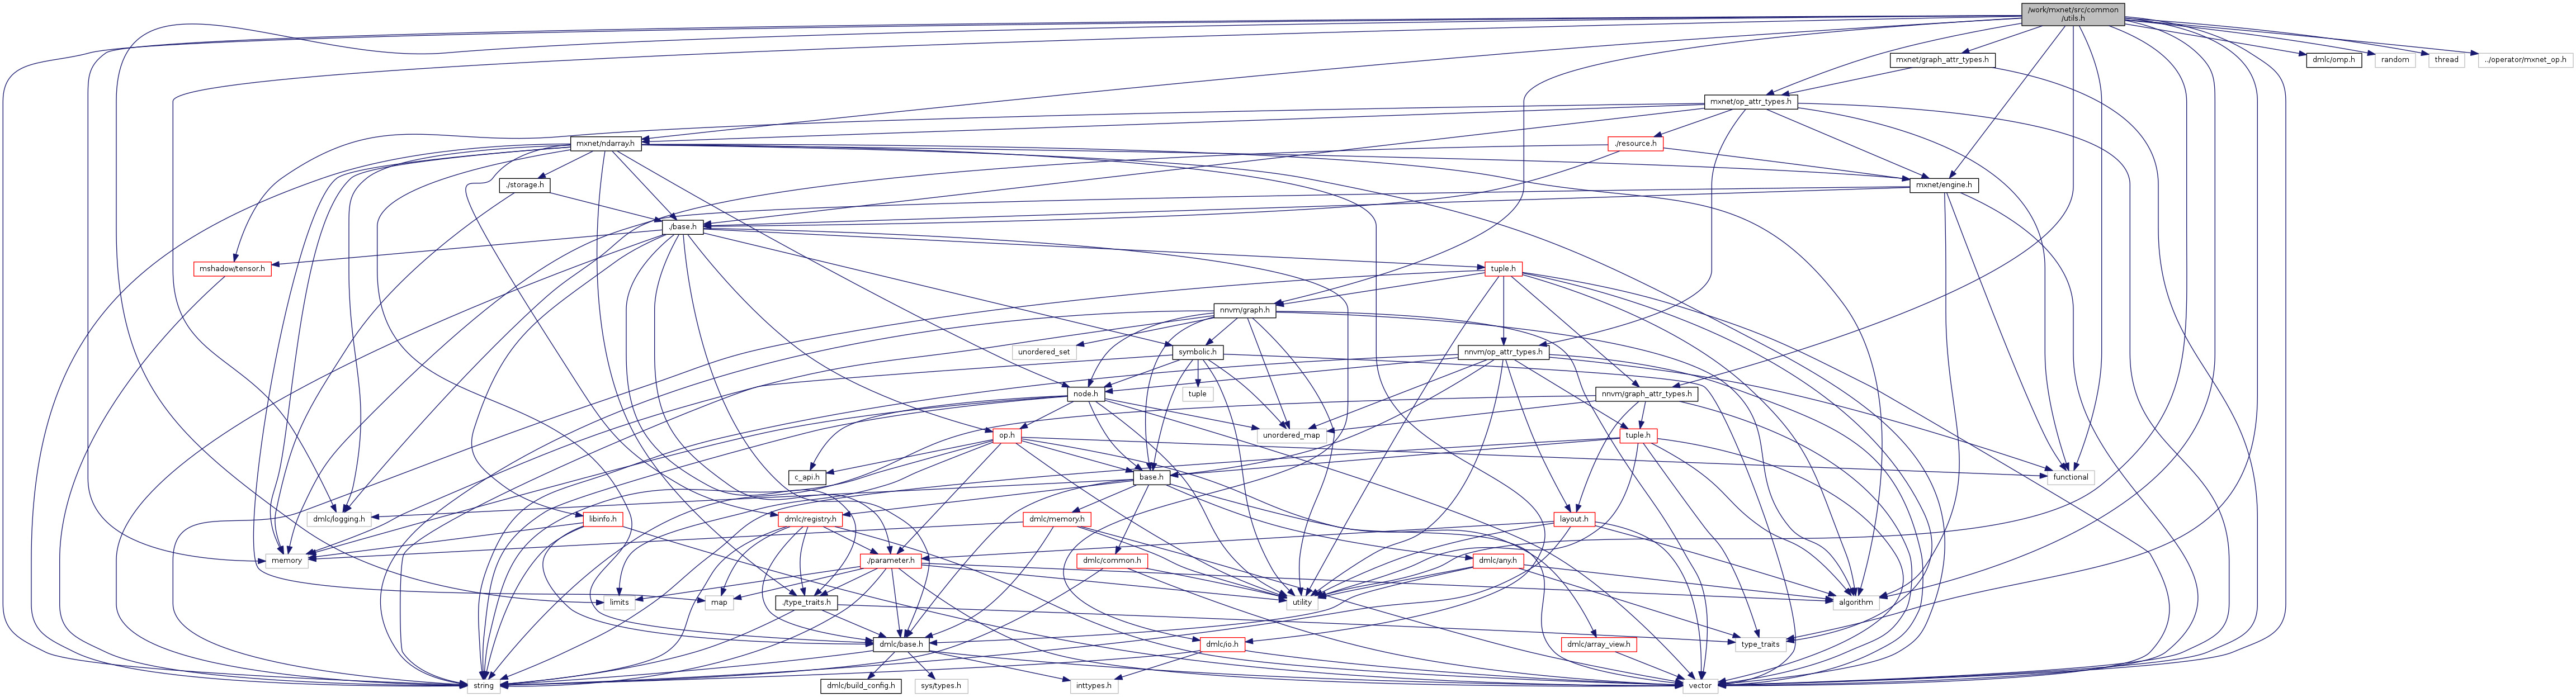 /work/mxnet/src/common
/utils.h
mxnet/graph_attr_types.h
dmlc/omp.h
random
thread
../operator/mxnet_op.h
mxnet/op_attr_types.h
mxnet/ndarray.h
./resource.h
./storage.h
mxnet/engine.h
./base.h
mshadow/tensor.h
tuple.h
nnvm/graph.h
unordered_set
symbolic.h
nnvm/op_attr_types.h
node.h
tuple
nnvm/graph_attr_types.h
op.h
unordered_map
tuple.h
c_api.h
base.h
functional
dmlc/logging.h
libinfo.h
dmlc/registry.h
dmlc/memory.h
layout.h
memory
./parameter.h
dmlc/common.h
dmlc/any.h
limits
map
./type_traits.h
utility
algorithm
dmlc/base.h
dmlc/io.h
dmlc/array_view.h
type_traits
string
dmlc/build_config.h
sys/types.h
inttypes.h
vector